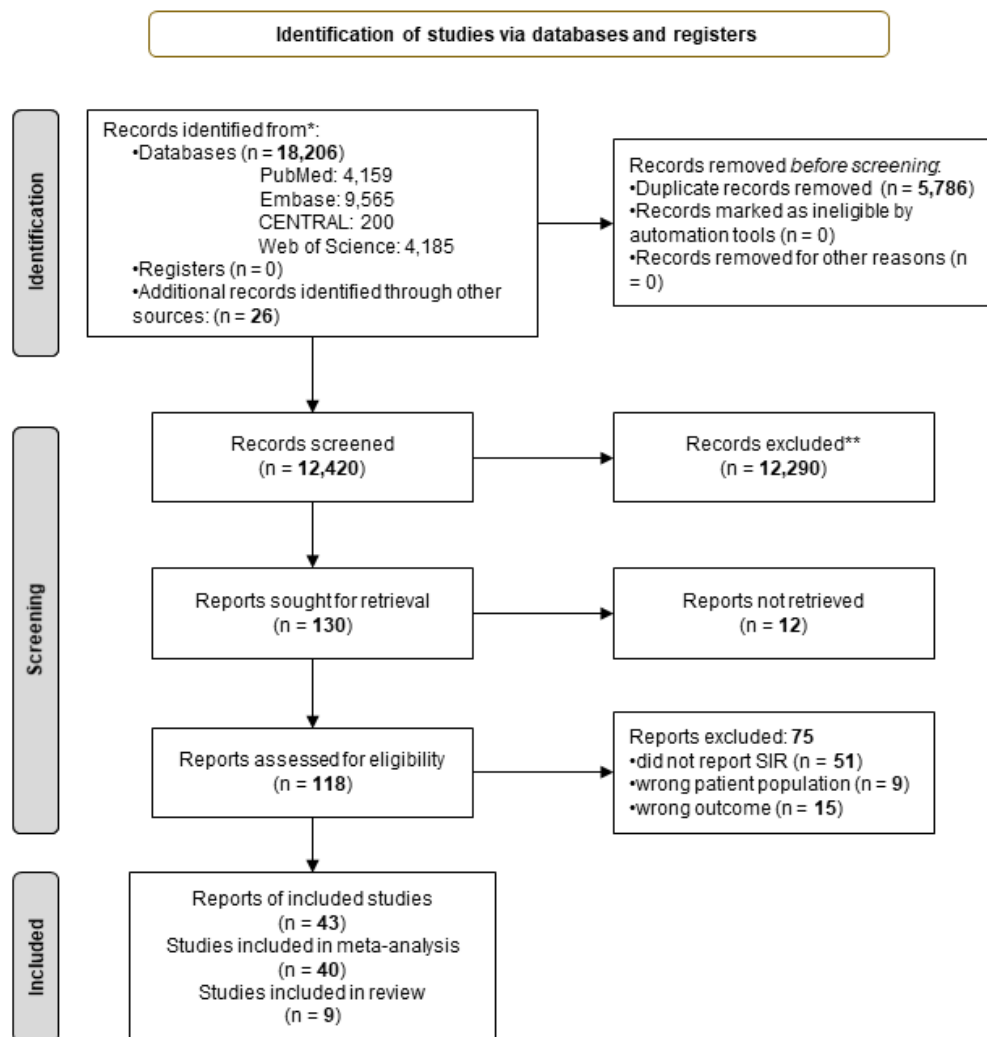 Identification of studies via databases and registers
Identification
Records identified from*:
•Databases (n = 18,206)
PubMed: 4,159
Embase: 9,565
CENTRAL: 200
Web of Science: 4,185
•Registers (n = 0)
•Additional records identified through other
sources: (n = 26)
Records removed before screening:
•Duplicate records removed (n = 5,786)
•Records marked as ineligible by
automation tools (n = 0)
•Records removed for other reasons (n
= 0)
Screening
Records screened
(n = 12,420)
Records excluded**
(n = 12,290)
Reports sought for retrieval
(n = 130)
Reports not retrieved
(n = 12)
Reports assessed for eligibility
(n = 118)
Reports excluded: 75
•did not report SIR (n = 51)
•wrong patient population (n = 9)
•wrong outcome (n = 15)
Included
Reports of included studies
(n = 43)
Studies included in meta-analysis
(n = 40)
Studies included in review
(n = 9)